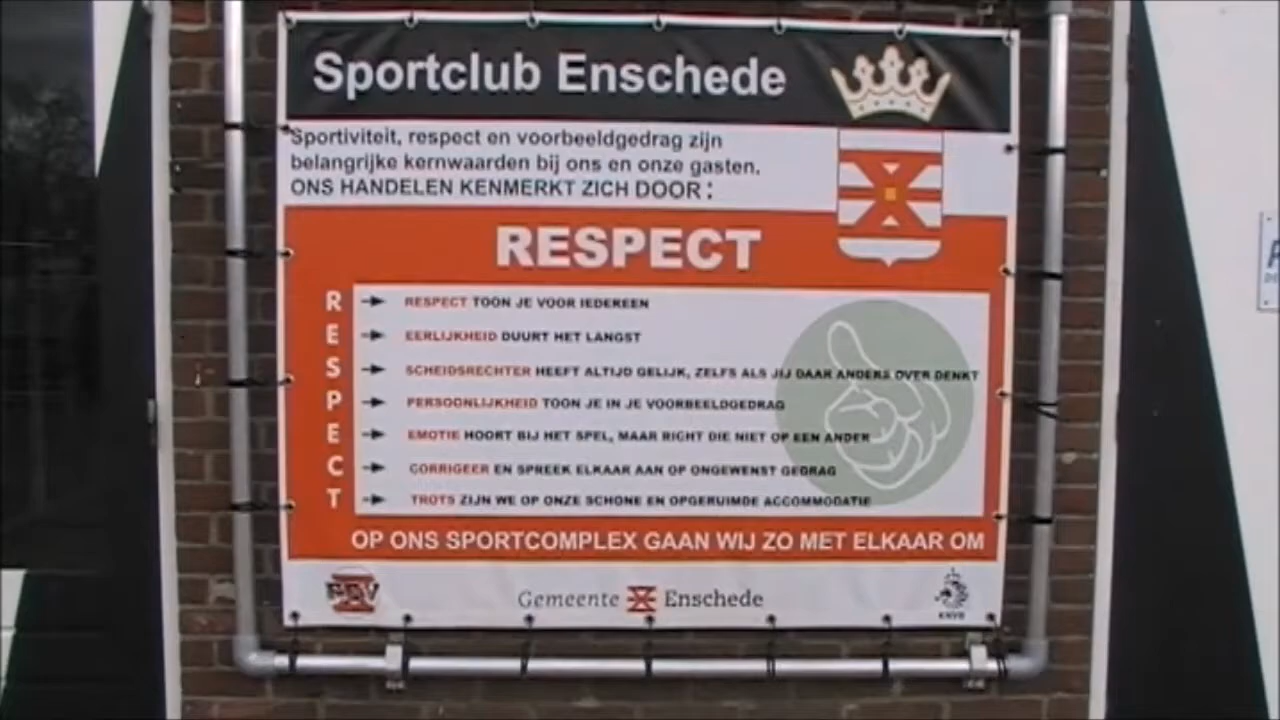 Sportclub Enschede
Sportiviteit, respect en voorbeeldgedrag zijn
belangrijke kernwaarden bij ons en onze gasten.
ONS HANDELEN KENMERKT ZICH DOOR :
RESPECT
R → RESPECT TOON JE VOOR IEDEREEN
E → EERLIJKHEID DUURT HET LANGST
S → SCHEIDSRECHTER HEEFT ALTIJD GELIJK, ZELFS ALS JIJ DAAR ANDERS OVER DENKT
P → PERSOONLIJKHEID TOON JE IN JE VOORBEELDGEDRAG
E → EMOTIE HOORT BIJ HET SPEL, MAAR RIGHT DIE NIET OP EEN ANDER
C → CORRIGEER EN SPREEK ELKAAR AAN OP ONGEWENST GEDRAG
T → TROTS ZIJN WE OP ONZE SCHONE EN OPGERUIMDE ACCOMMODATIE
OP ONS SPORTCOMPLEX GAAN WIJ ZO MET ELKAAR OM
Gemeente Enschede
KNVB